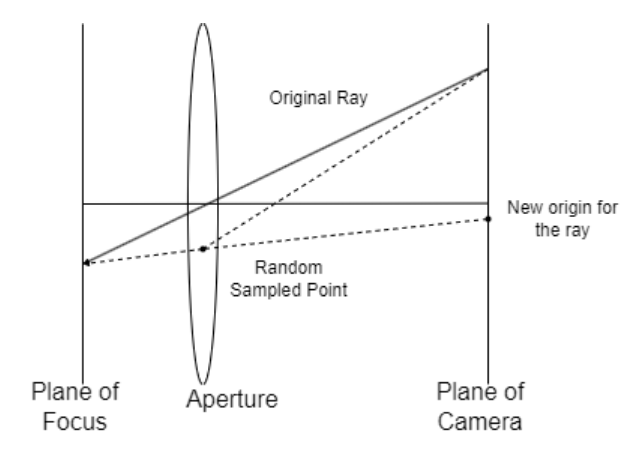 Original Ray
New origin for
the ray
Random
Sampled Point
Plane of
Focus
Aperture
Plane of
Camera